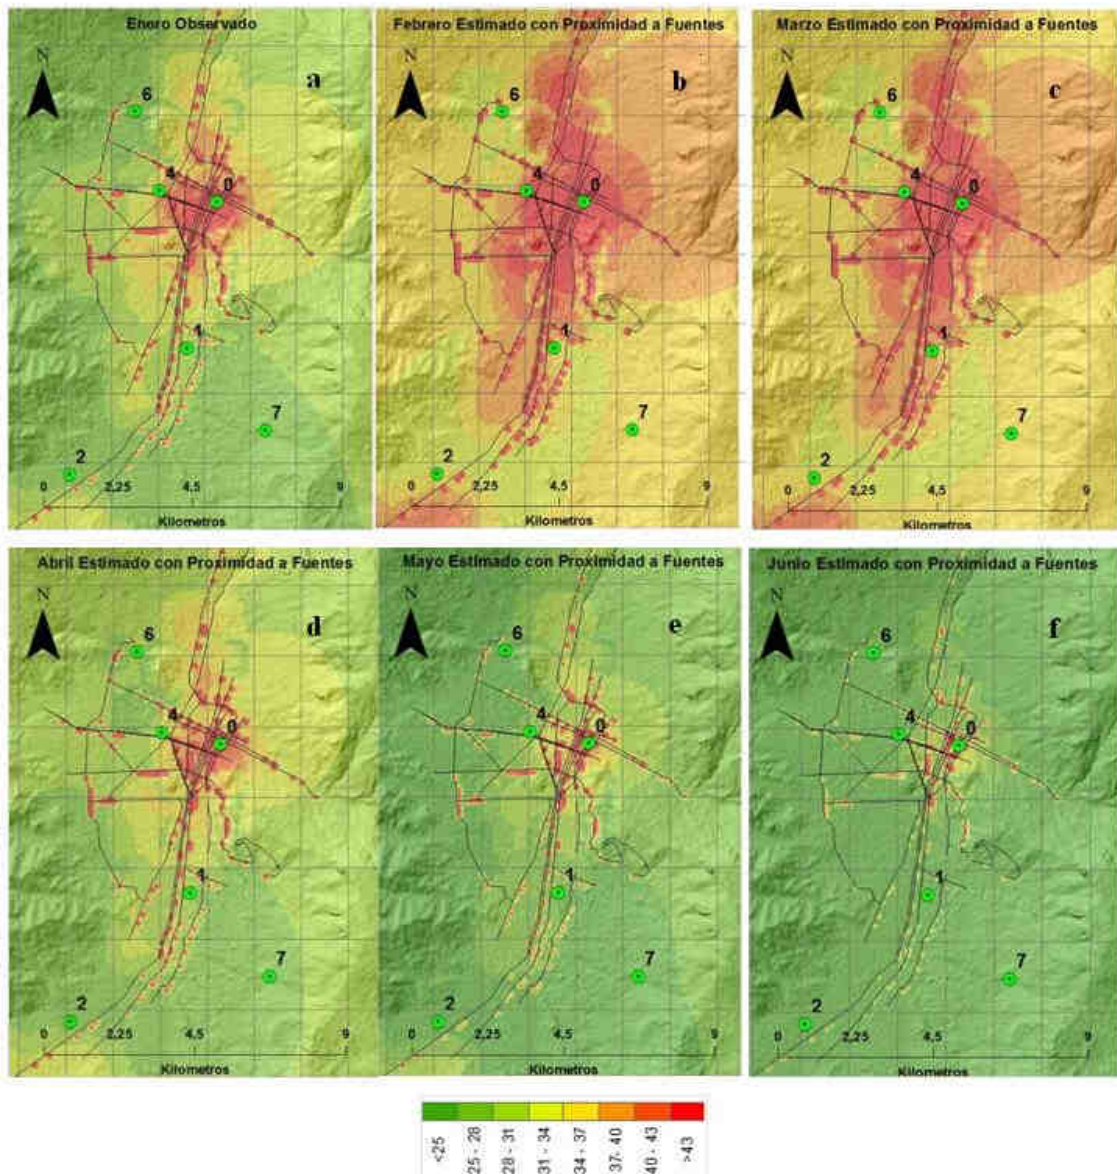 Enero Observado
N
a
6
4
0
1
7
2
0 2,25 4,5 9
Kilometros
Febrero Estimado con Proximidad a Fuentes
N
b
6
4
0
1
7
2
0 2,25 4,5 9
Kilometros
Marzo Estimado con Proximidad a Fuentes
N
c
6
4
0
1
7
2
0 2,25 4,5 9
Kilometros
Abril Estimado con Proximidad a Fuentes
N
d
6
4
0
1
7
2
0 2,25 4,5 9
Kilometros
Mayo Estimado con Proximidad a Fuentes
N
e
6
4
0
1
7
2
0 2,25 4,5 9
Kilometros
Junio Estimado con Proximidad a Fuentes
N
f
6
4
0
1
7
2
0 2,25 4,5 9
Kilometros
<25
25 - 28
28 - 31
31 - 34
34 - 37
37- 40
40 - 43
>43